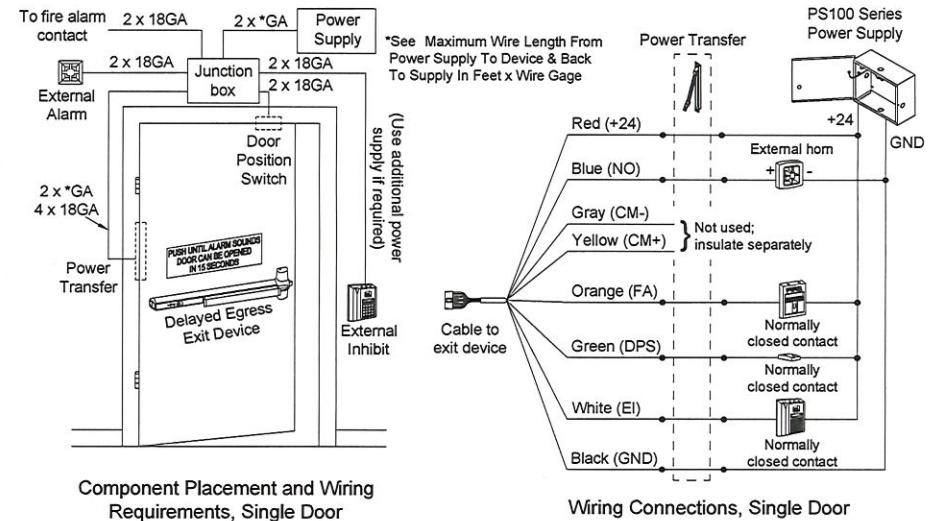 To fire alarm
contact
2 x 18GA
2 x *GA
Power
Supply
*See Maximum Wire Length From
Power Supply To Device & Back
To Supply In Feet x Wire Gage
2 x 18GA
Junction
box
2 x 18GA
2 x 18GA
External
Alarm
Door
Position
Switch
(Use additional power
supply if required)
2 x *GA
4 x 18GA
Power
Transfer
PUSH UNTIL ALARM SOUNDS
DOOR CAN BE OPENED
IN 15 SECONDS
Delayed Egress
Exit Device
External
Inhibit
Component Placement and Wiring
Requirements, Single Door
Power Transfer
PS100 Series
Power Supply
+24
GND
Red (+24)
External horn
+ -
Blue (NO)
Gray (CM-)
Yellow (CM+)
Not used;
insulate separately
Orange (FA)
Normally
closed contact
Cable to
exit device
Green (DPS)
Normally
closed contact
White (EI)
Normally
closed contact
Black (GND)
Wiring Connections, Single Door